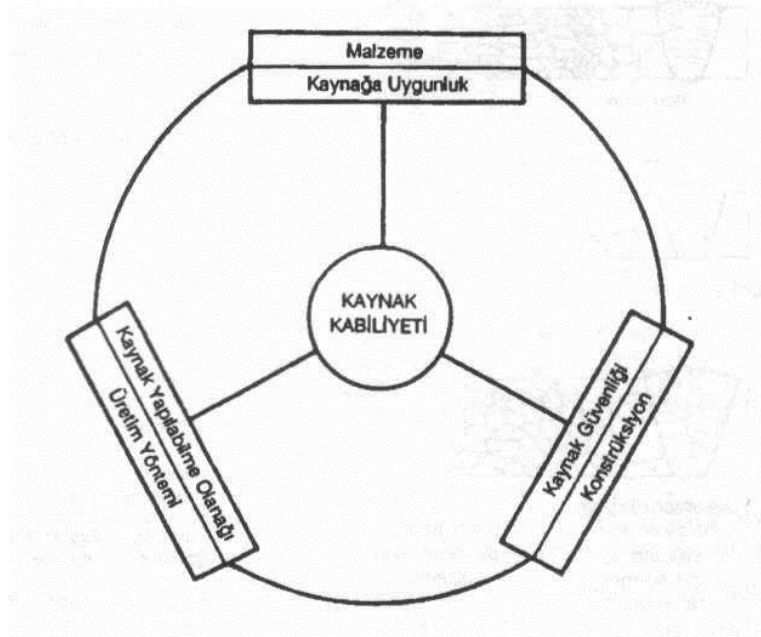 Malzeme
Kaynağa Uygunluk
KAYNAK
KABİLİYETİ
Kaynak Yapılabilme Olanağı
Üretim Yöntemi
Kaynak Güvenliği
Konstrüksiyon